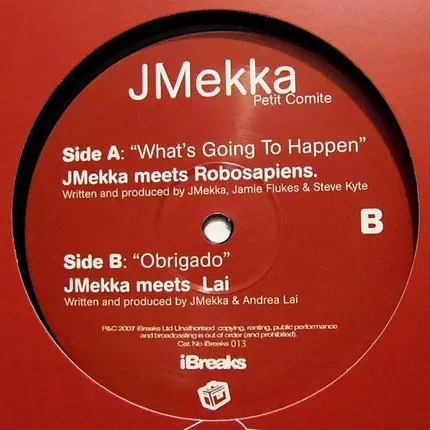 JMekka
Petit Comite
Side A: “What's Going To Happen”
JMekka meets Robosapiens.
Written and produced by JMekka, Jamie Flukes & Steve Kyte
B
Side B: “Obrigado”
JMekka meets Lai
Written and produced by JMekka & Andrea Lai
P&C 2007 iBreaks Ltd Unathorised copying, renting, public performance
and broadcasting is out of order (and prohibited).
Cat. No iBreaks 013
iBreaks